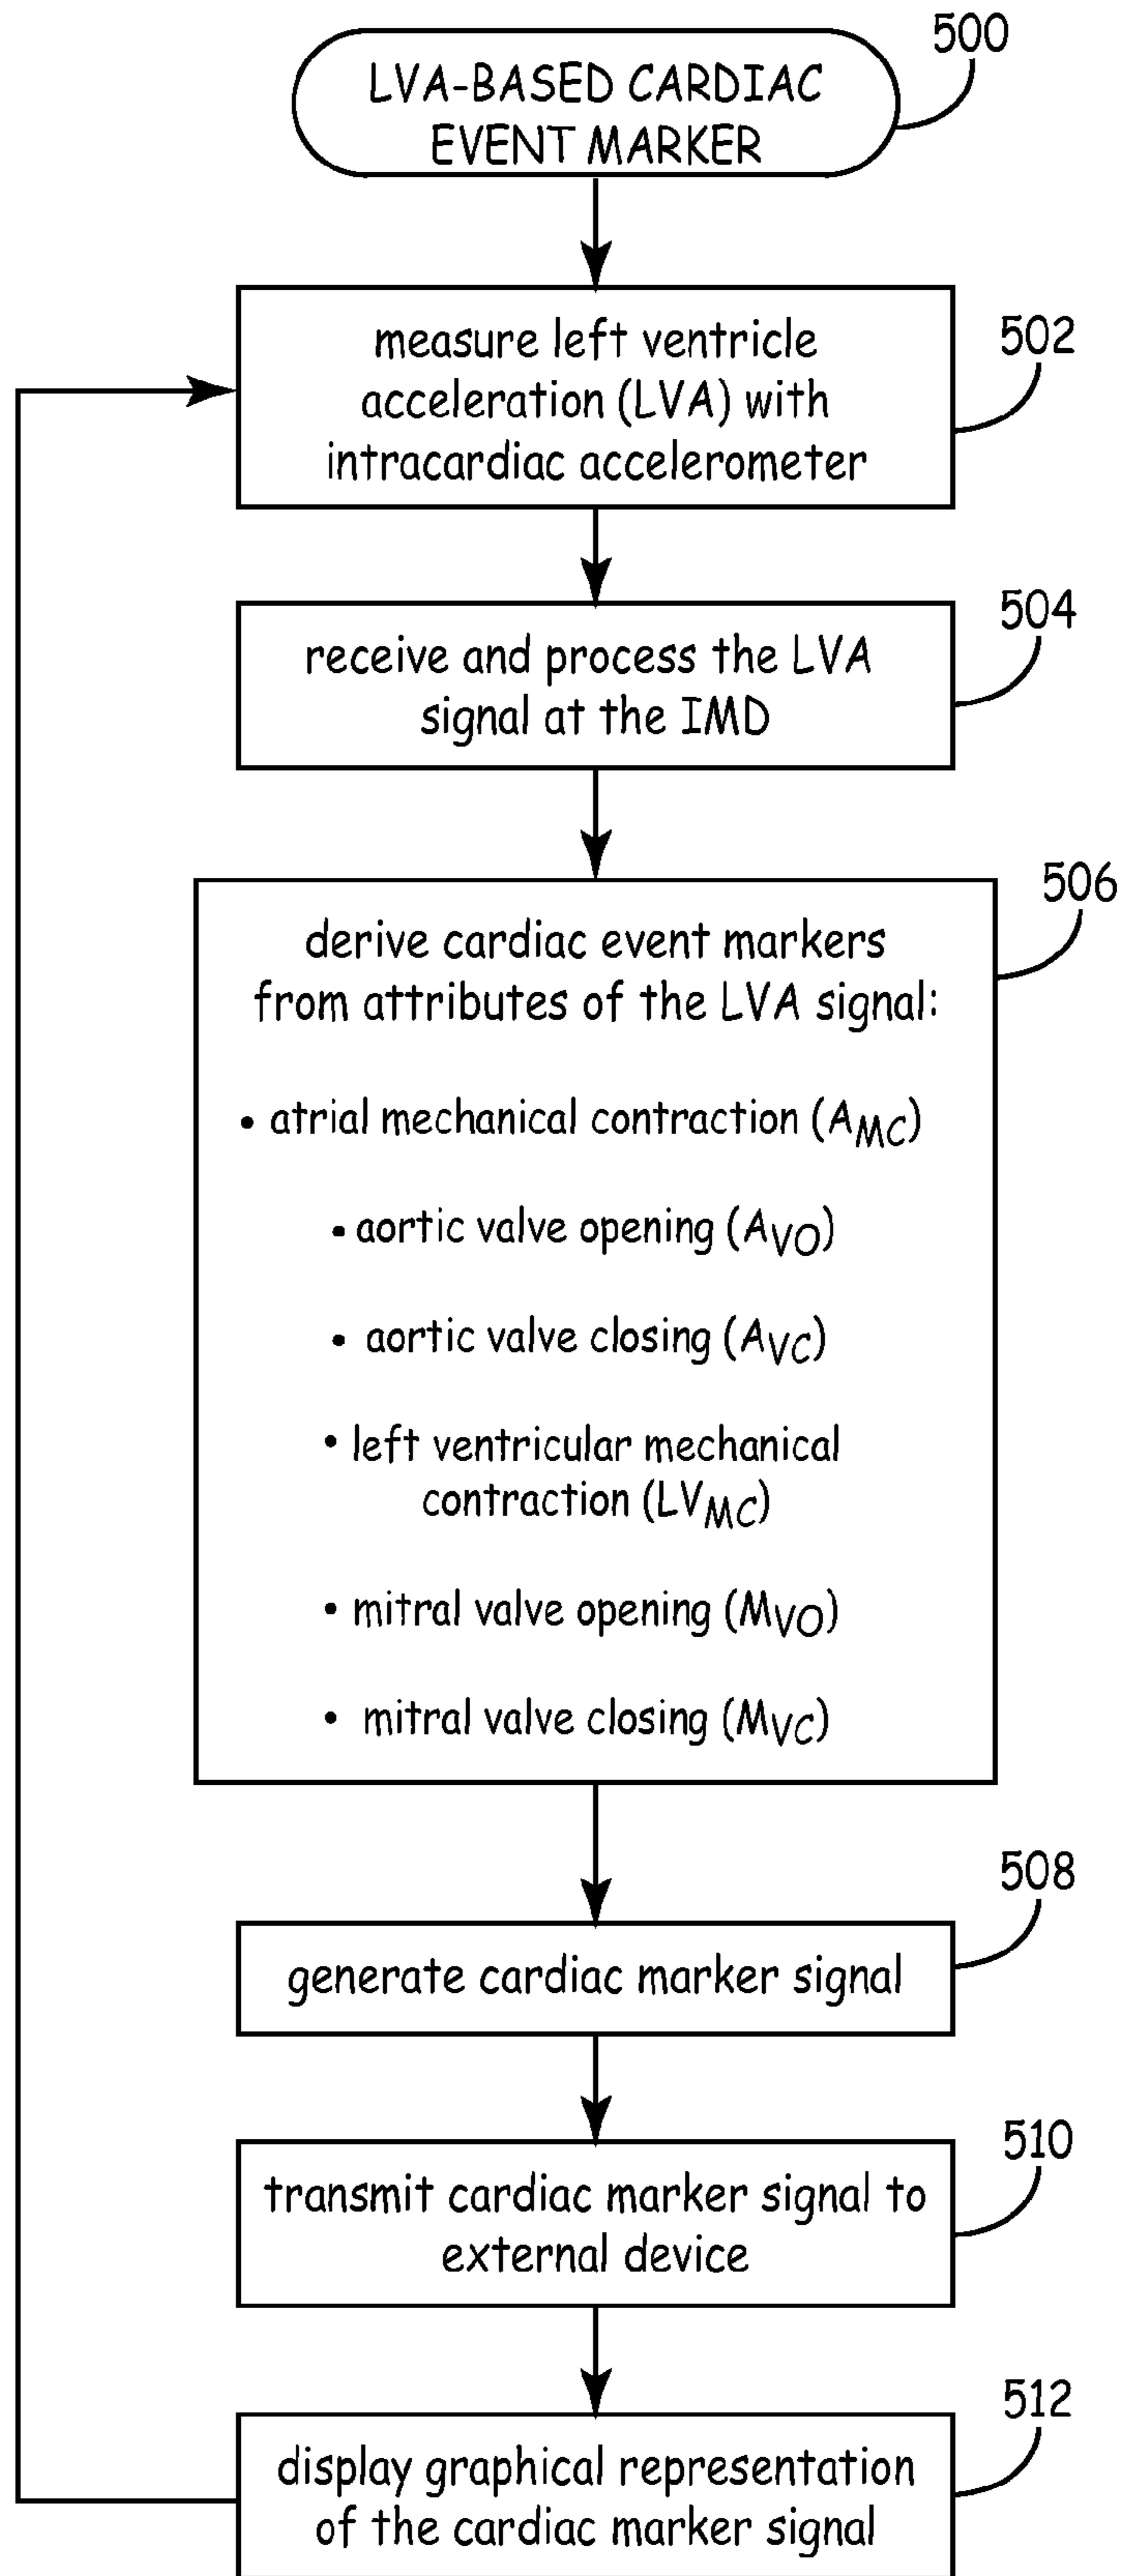 500
LVA-BASED CARDIAC
EVENT MARKER
502
measure left ventricle
acceleration (LVA) with
intracardiac accelerometer
504
receive and process the LVA
signal at the IMD
506
derive cardiac event markers
from attributes of the LVA signal:
• atrial mechanical contraction (AMC)
• aortic valve opening (AVO)
• aortic valve closing (AVC)
• left ventricular mechanical
contraction (LVMC)
• mitral valve opening (MVO)
• mitral valve closing (MVC)
508
generate cardiac marker signal
510
transmit cardiac marker signal to
external device
512
display graphical representation
of the cardiac marker signal